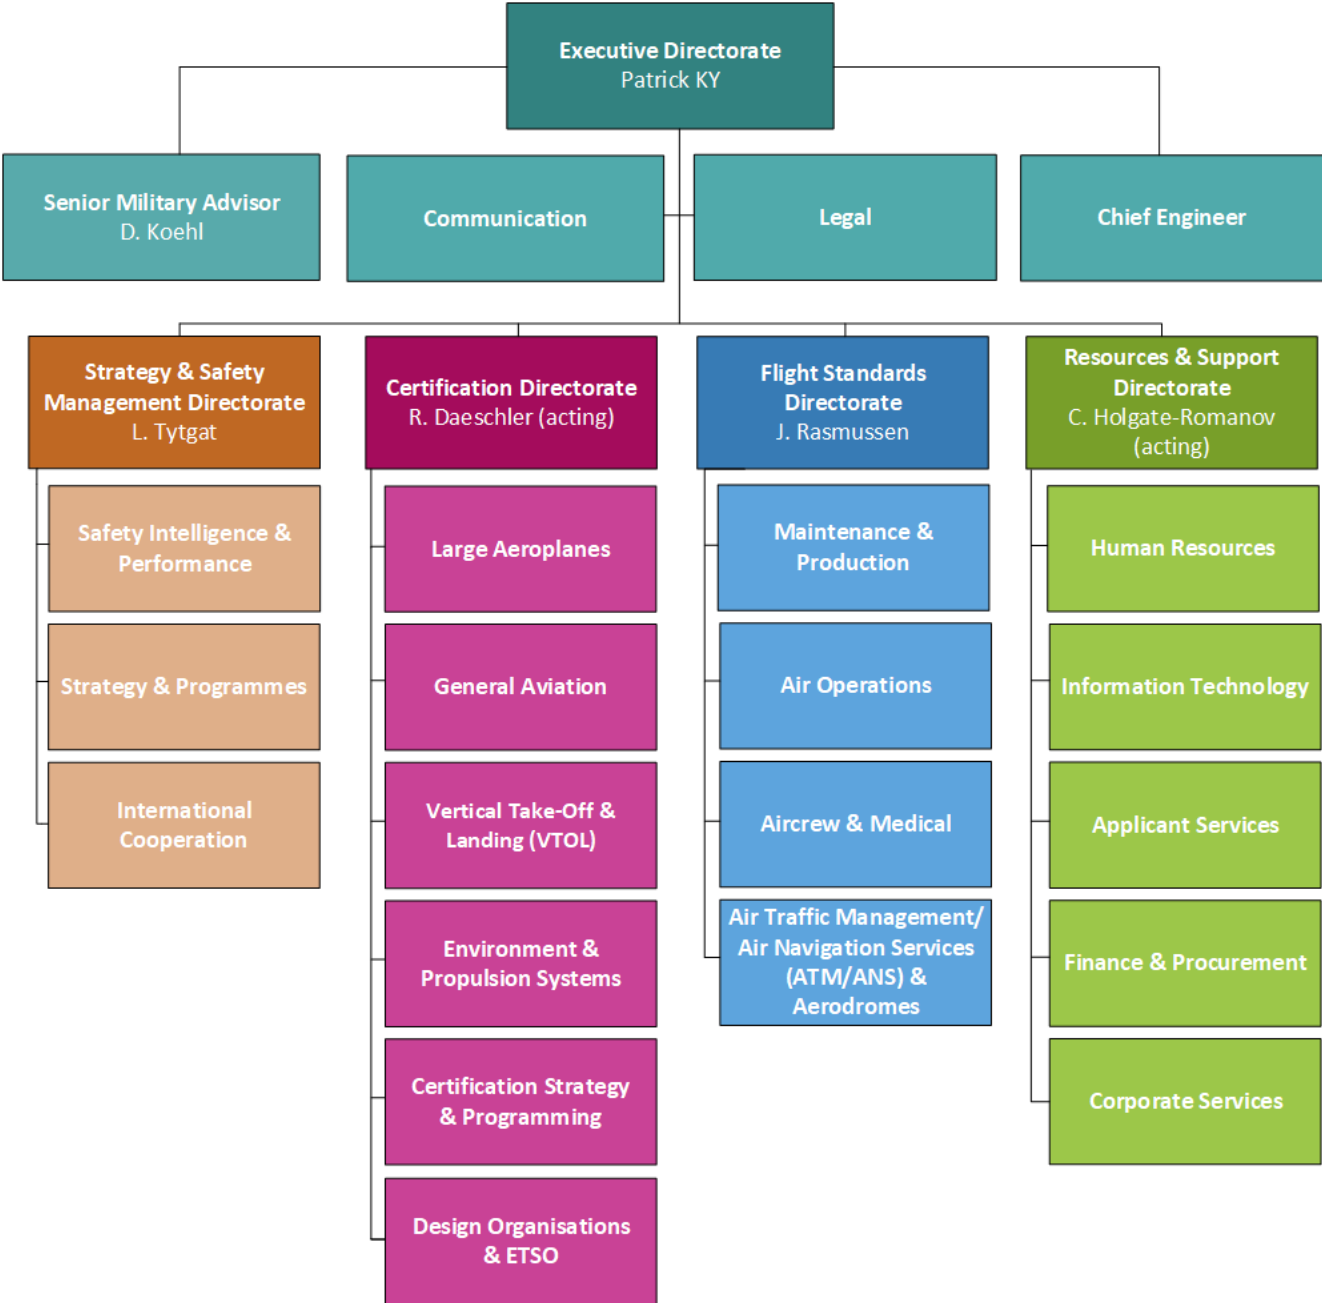 Executive Directorate
Patrick KY
Senior Military Advisor
D. Koehl
Communication
Legal
Chief Engineer
Strategy & Safety
Management Directorate
L. Tytgat
Safety Intelligence &
Performance
Strategy & Programmes
International
Cooperation
Certification Directorate
R. Daeschler (acting)
Large Aeroplanes
General Aviation
Vertical Take-Off &
Landing (VTOL)
Environment &
Propulsion Systems
Certification Strategy
& Programming
Design Organisations
& ETSO
Flight Standards
Directorate
J. Rasmussen
Maintenance &
Production
Air Operations
Aircrew & Medical
Air Traffic Management/
Air Navigation Services
(ATM/ANS) &
Aerodromes
Resources & Support
Directorate
C. Holgate-Romanov
(acting)
Human Resources
Information Technology
Applicant Services
Finance & Procurement
Corporate Services